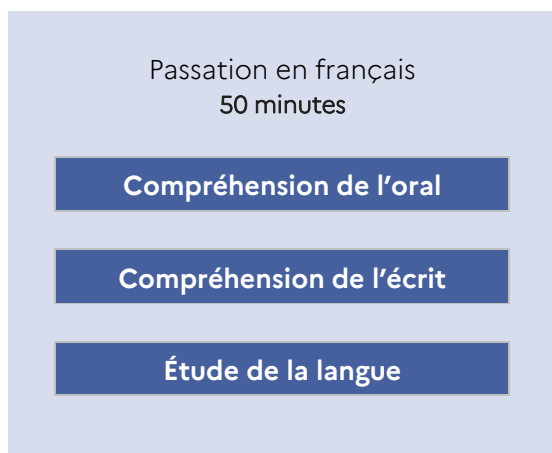 Passation en français
50 minutes
Compréhension de l’oral
Compréhension de l’écrit
Étude de la langue